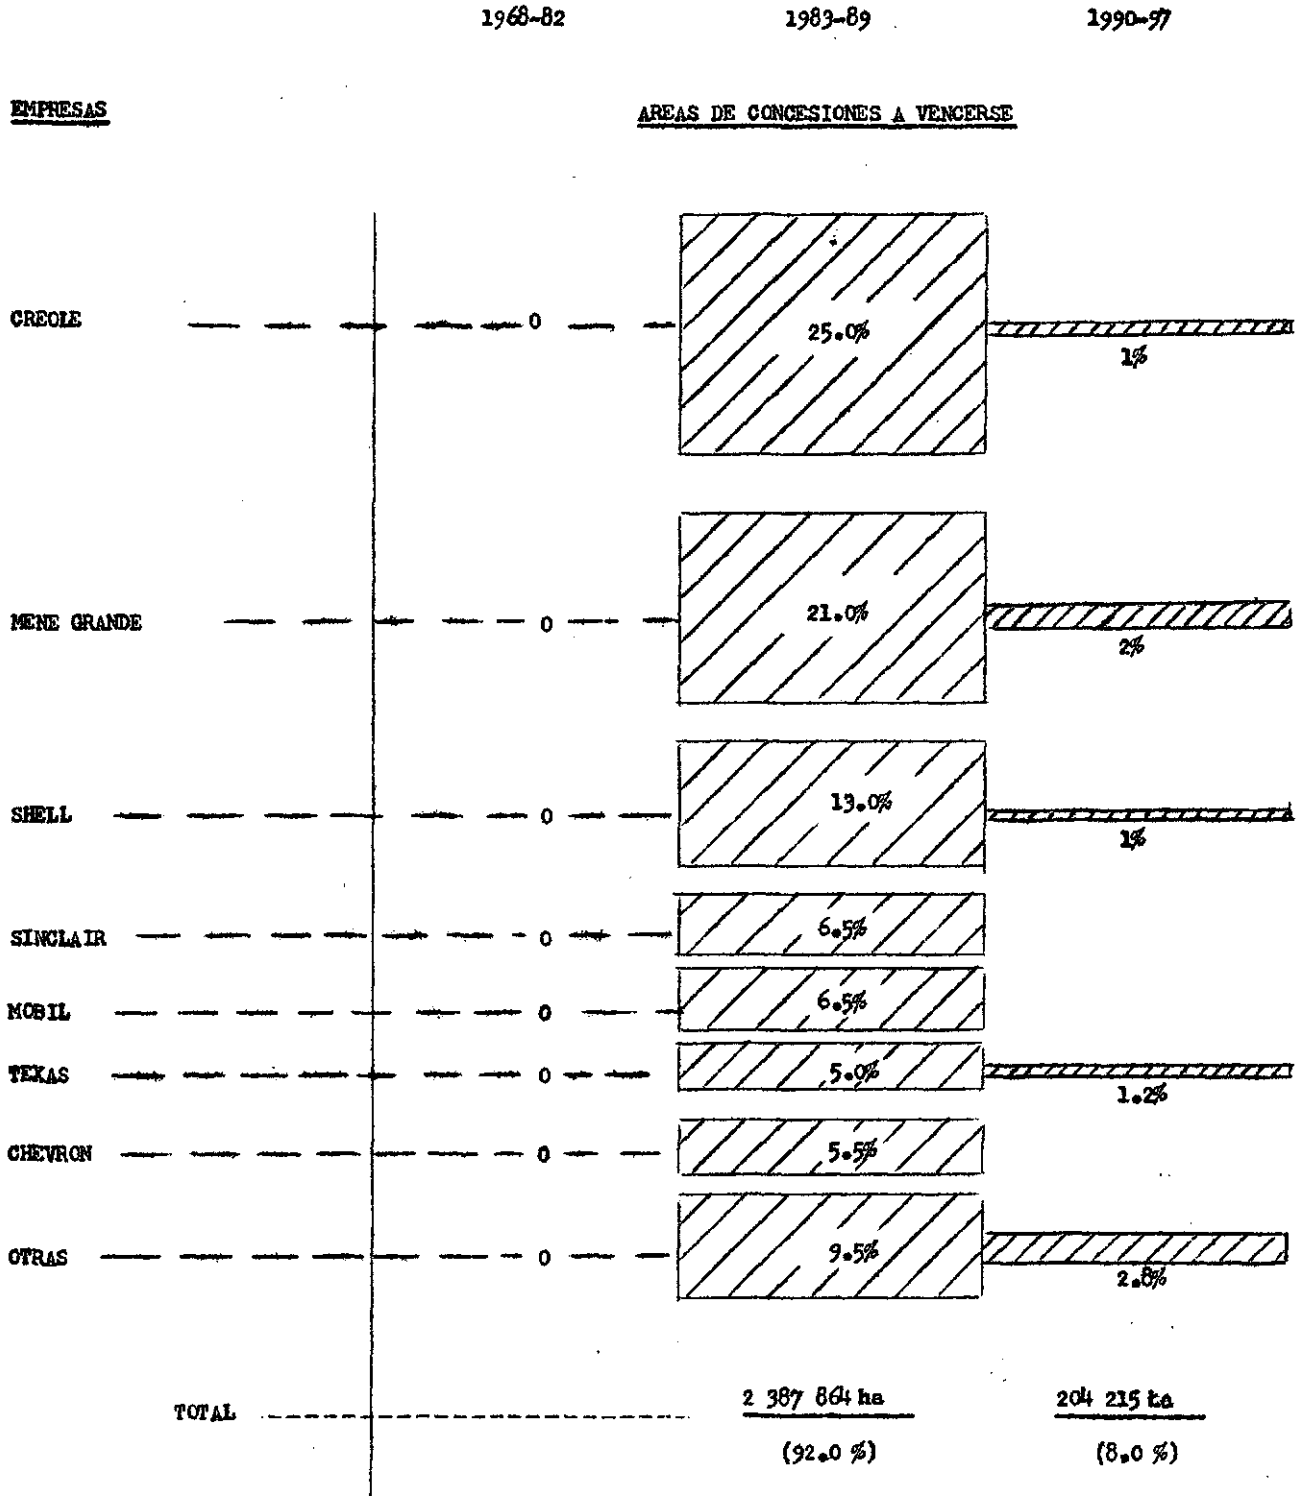 1968-82 1983-89 1990-97
EMPRESAS AREAS DE CONCESIONES A VENCERSE
CREOLE 0 25.0%
1%
MENE GRANDE 0 21.0%
2%
SHELL 0 13.0%
1%
SINCLAIR 0 6.5%
MOBIL 0 6.5%
TEXAS 0 5.0%
1.2%
CHEVRON 0 5.5%
OTRAS 0 9.5%
2.8%
TOTAL 2 387 864 ha 204 215 ha
(92.0 %) (8.0 %)